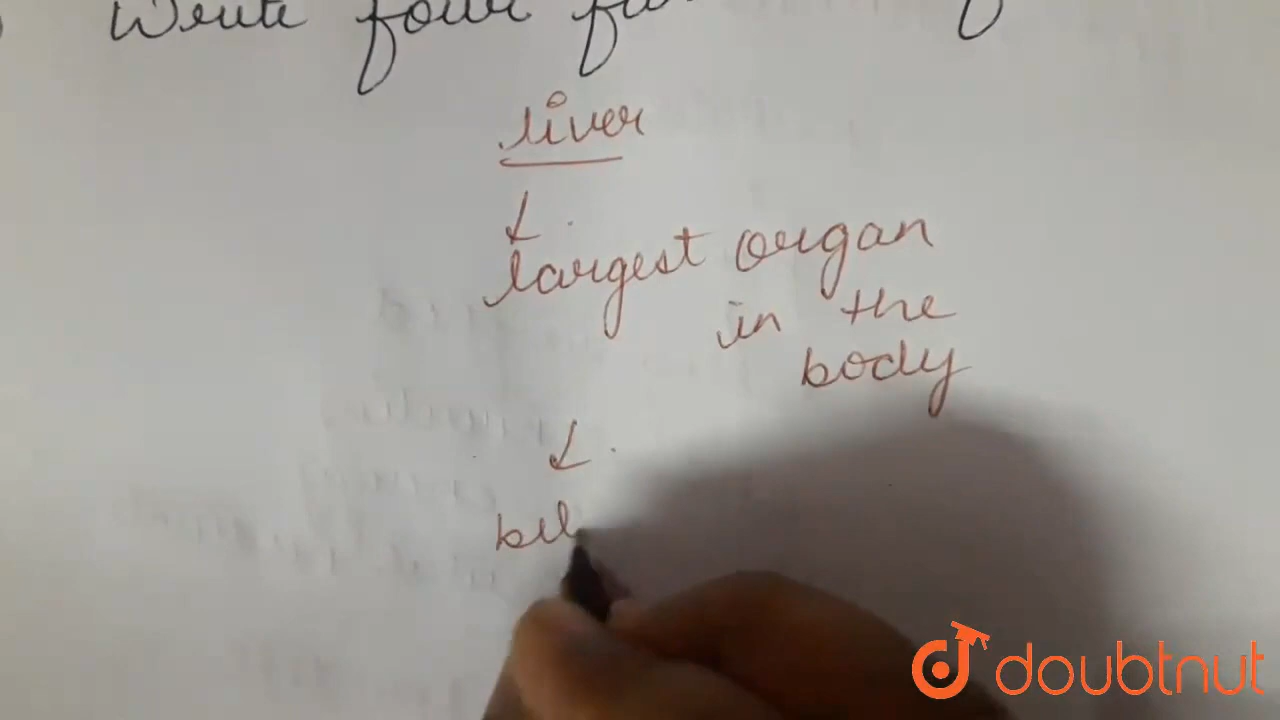 Write four
liver
largest organ
in the
body
doubtnut